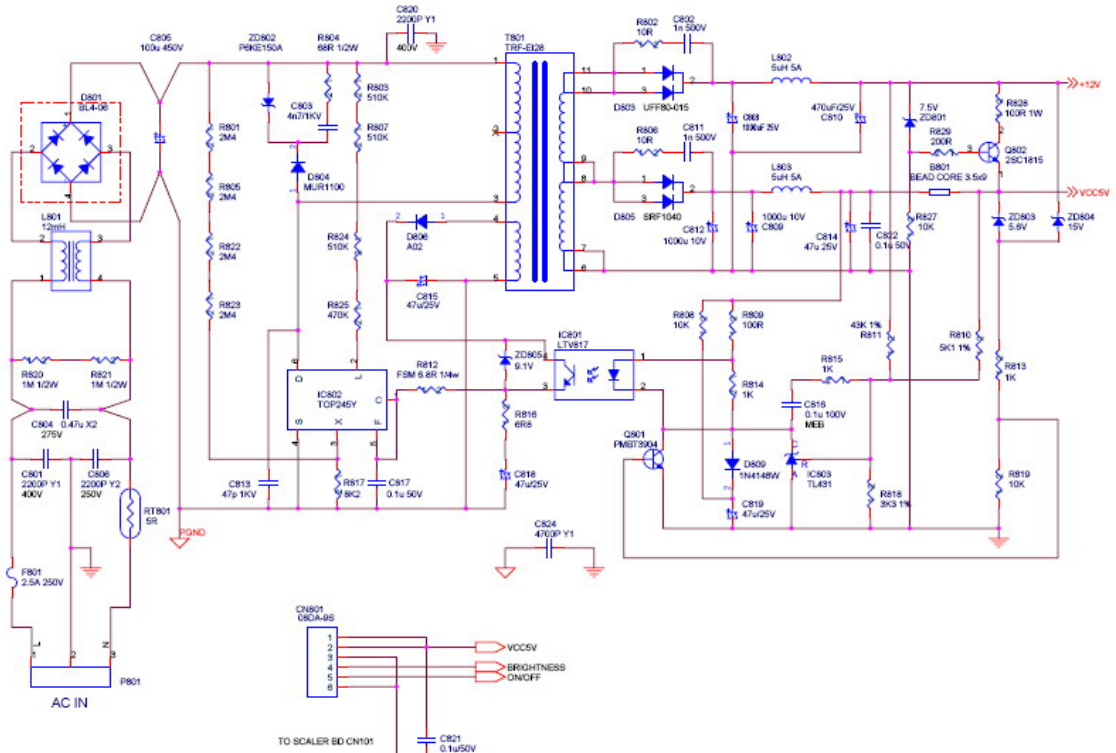 C805
100u 450V
ZD802
P6KE150A
R804
68R 1/2W
C820
2200P Y1
400V
T801
TRF-EI28
R802
10R
C802
1n 500V
L802
5uH 5A
+12V
D801
BL4-06
C803
4n7/1KV
R803
510K
R807
510K
D803
UFF80-015
470uF/25V
C810
7.5V
ZD801
R828
100R 1W
R801
2M4
R806
10R
C811
1n 500V
1000uF 25V
R829
200R
Q802
2SC1815
D804
MUR1100
L803
5uH 5A
B801
BEAD CORE 3.5x9
VCC5V
R805
2M4
D805
SRF1040
L801
12mH
R822
2M4
R824
510K
D806
A02
C812
1000u 10V
1000u 10V
C809
C814
47u 25V
C822
0.1u 50V
R827
10K
ZD803
5.6V
ZD804
15V
R823
2M4
R825
470K
C815
47u/25V
IC801
LTV817
R808
10K
R809
100R
43K 1%
R811
R810
5K1 1%
R820
1M 1/2W
R821
1M 1/2W
R812
FSM 6.8R 1/4w
ZD805
9.1V
R815
1K
R813
1K
D
L
IC802
TOP245Y
C
S
X
F
R814
1K
C816
0.1u 100V
MEB
C804
0.47u X2
275V
R816
6R8
Q801
PMBT3904
C801
2200P Y1
400V
C806
2200P Y2
250V
C813
47p 1KV
R817
8K2
C817
0.1u 50V
C818
47u/25V
D809
1N4148W
R
A
IC803
TL431
R819
10K
RT801
5R
C819
47u/25V
R818
3K3 1%
PGND
C824
4700P Y1
F801
2.5A 250V
L
N
1
2
3
P801
AC IN
CN801
06DA-9S
1
2
3
4
5
6
VCC5V
BRIGHTNESS
ON/OFF
TO SCALER BD CN101
C821
0.1u/50V